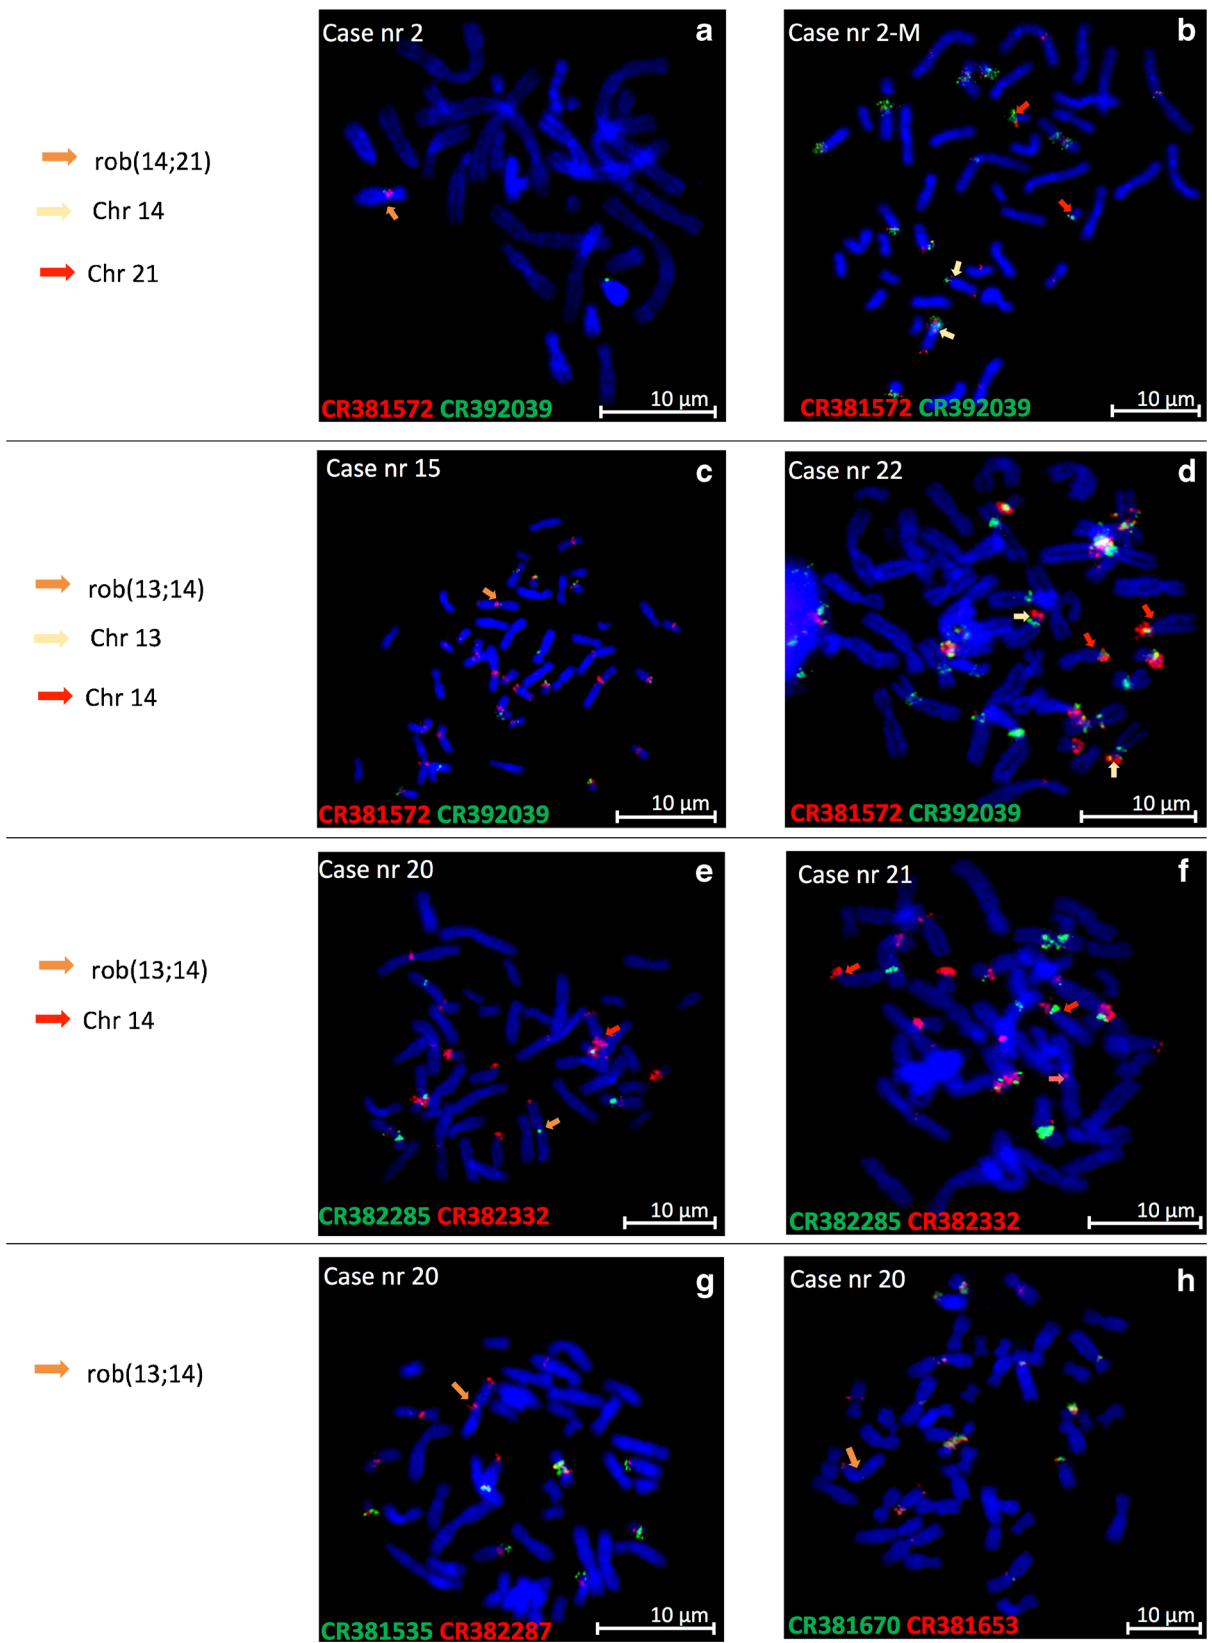 Case nr 2 a
Case nr 2-M b
rob(14;21)
Chr 14
Chr 21
CR381572 CR392039
10 µm
CR381572 CR392039
10 µm
Case nr 15 c
Case nr 22 d
rob(13;14)
Chr 13
Chr 14
CR381572 CR392039
10 µm
CR381572 CR392039
10 µm
Case nr 20 e
Case nr 21 f
rob(13;14)
Chr 14
CR382285 CR382332
10 µm
CR382285 CR382332
10 µm
Case nr 20 g
Case nr 20 h
rob(13;14)
CR381535 CR382287
10 µm
CR381670 CR381653
10 µm